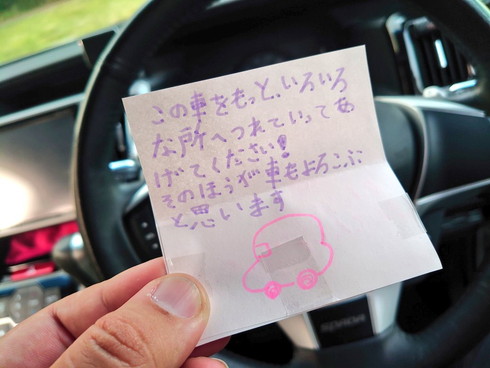 この車をもっと、いろいろ
な所へつれていってあ
げてください!
そのほうが車もよろこぶ
と思います